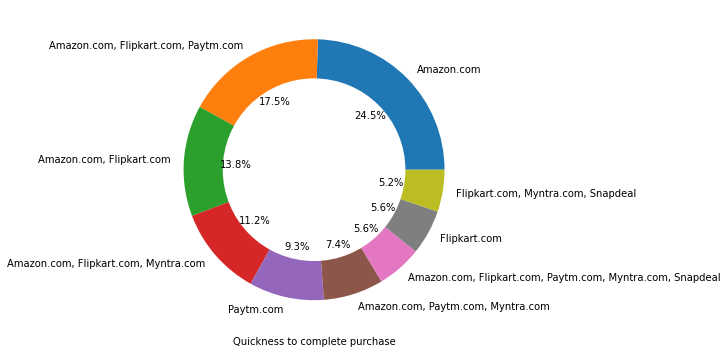 Amazon.com, Flipkart.com, Paytm.com
Amazon.com
17.5%
24.5%
Amazon.com, Flipkart.com
13.8%
5.2%
Flipkart.com, Myntra.com, Snapdeal
5.6%
11.2%
5.6%
Flipkart.com
9.3%
7.4%
Amazon.com, Flipkart.com, Myntra.com
Amazon.com, Flipkart.com, Paytm.com, Myntra.com, Snapdeal
Paytm.com
Amazon.com, Paytm.com, Myntra.com
Quickness to complete purchase